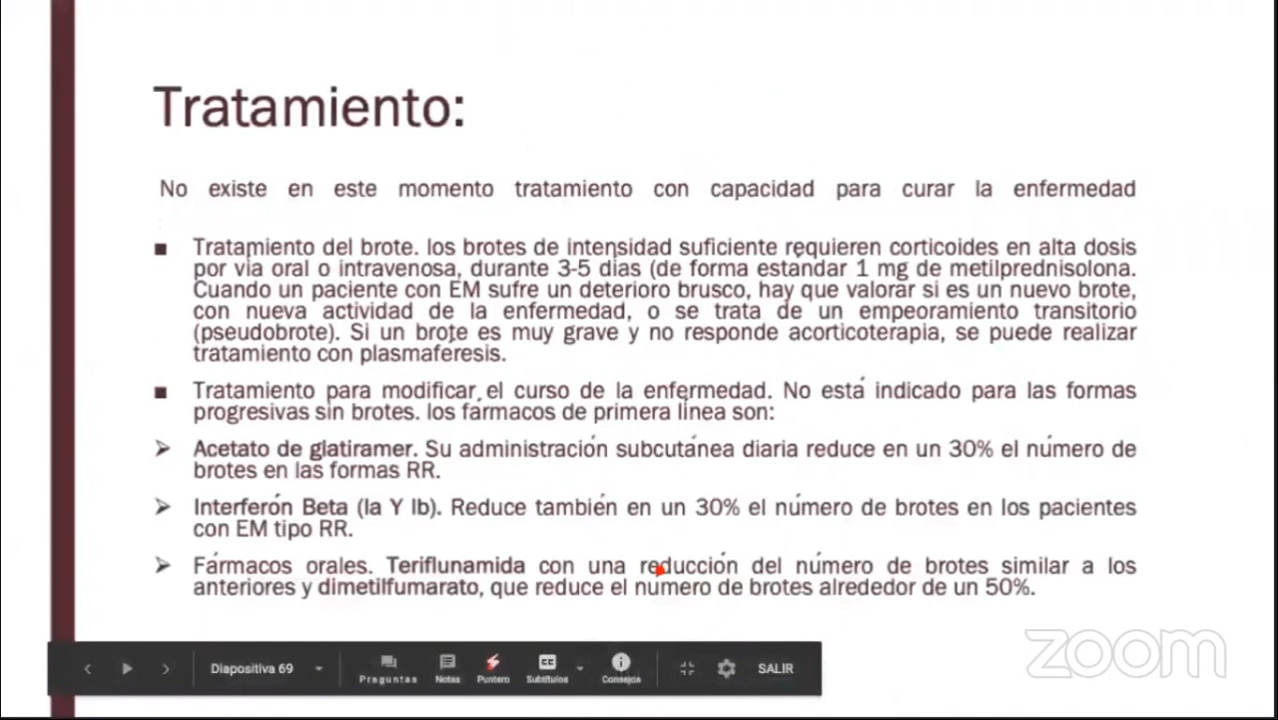 Tratamiento:
No existe en este momento tratamiento con capacidad para curar la enfermedad
■ Tratamiento del brote. los brotes de intensidad suficiente requieren corticoides en alta dosis
por vía oral o intravenosa, durante 3-5 días (de forma estándar 1 mg de metilprednisolona.
Cuando un paciente con EM sufre un deterioro brusco, hay que valorar si es un nuevo brote,
con nueva actividad de la enfermedad, o se trata de un empeoramiento transitorio
(pseudobrote). Si un brote es muy grave y no responde acorticoterapia, se puede realizar
tratamiento con plasmaféresis.
■ Tratamiento para modificar el curso de la enfermedad. No está indicado para las formas
progresivas sin brotes. los fármacos de primera línea son:
➢ Acetato de glatiramer. Su administración subcutánea diaria reduce en un 30% el número de
brotes en las formas RR.
➢ Interferón Beta (Ia Y Ib). Reduce también en un 30% el número de brotes en los pacientes
con EM tipo RR.
➢ Fármacos orales. Teriflunamida con una reducción del número de brotes similar a los
anteriores y dimetilfumarato, que reduce el número de brotes alrededor de un 50%.
zoom
Diapositiva 69
Preguntas Notas Puntero Subtítulos Consejos SALIR